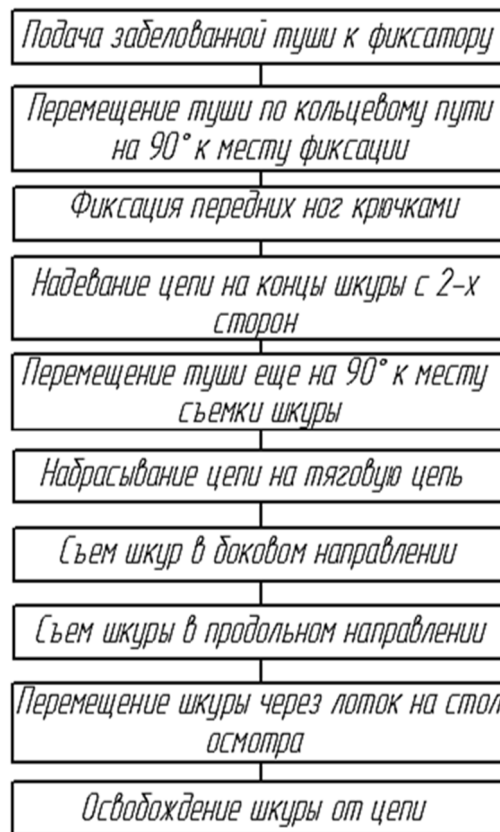 Подача забелованной туши к фиксатору
Перемещение туши по кольцевому пути
на 90° к месту фиксации
Фиксация передних ног крючками
Надевание цепи на концы шкуры с 2-х
сторон
Перемещение туши еще на 90° к месту
съемки шкуры
Набрасывание цепи на тяговую цепь
Съем шкур в боковом направлении
Съем шкуры в продольном направлении
Перемещение шкуры через лоток на стол
осмотра
Освобождение шкуры от цепи